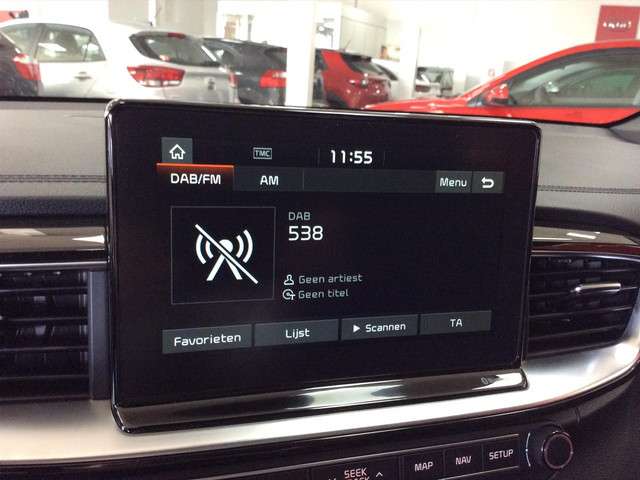 TMC
11:55
DAB/FM
AM
Menu
DAB
538
Geen artiest
Geen titel
Favorieten
Lijst
Scannen
TA
SEEK
MAP
NAV
SETUP